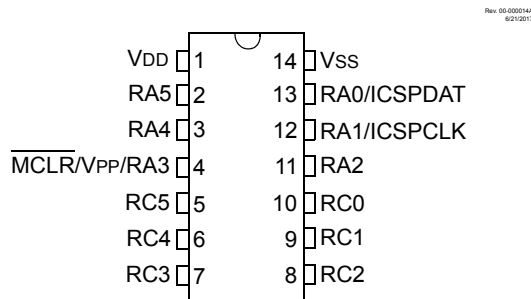 Rev. 00-000014A
6/21/2017
VDD 1 14 VSS
RA5 2 13 RA0/ICSPDAT
RA4 3 12 RA1/ICSPCLK
MCLR/VPP/RA3 4 11 RA2
RC5 5 10 RC0
RC4 6 9 RC1
RC3 7 8 RC2